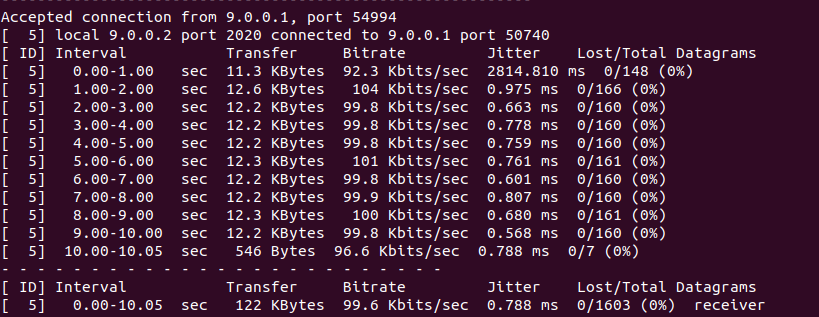 Accepted connection from 9.0.0.1, port 54994
[  5] local 9.0.0.2 port 2020 connected to 9.0.0.1 port 50740
[ ID] Interval           Transfer     Bitrate         Jitter    Lost/Total Datagrams
[  5]   0.00-1.00   sec  11.3 KBytes  92.3 Kbits/sec  2814.810 ms  0/148 (0%)
[  5]   1.00-2.00   sec  12.6 KBytes   104 Kbits/sec  0.975 ms  0/166 (0%)
[  5]   2.00-3.00   sec  12.2 KBytes  99.8 Kbits/sec  0.663 ms  0/160 (0%)
[  5]   3.00-4.00   sec  12.2 KBytes  99.8 Kbits/sec  0.778 ms  0/160 (0%)
[  5]   4.00-5.00   sec  12.2 KBytes  99.8 Kbits/sec  0.759 ms  0/160 (0%)
[  5]   5.00-6.00   sec  12.3 KBytes   101 Kbits/sec  0.761 ms  0/161 (0%)
[  5]   6.00-7.00   sec  12.2 KBytes  99.8 Kbits/sec  0.601 ms  0/160 (0%)
[  5]   7.00-8.00   sec  12.2 KBytes  99.9 Kbits/sec  0.807 ms  0/160 (0%)
[  5]   8.00-9.00   sec  12.3 KBytes   100 Kbits/sec  0.680 ms  0/161 (0%)
[  5]   9.00-10.00  sec  12.2 KBytes  99.8 Kbits/sec  0.568 ms  0/160 (0%)
[  5]  10.00-10.05  sec   546 Bytes  96.6 Kbits/sec  0.788 ms  0/7 (0%)
- - - - - - - - - - - - - - - - - - - - - - - - -
[ ID] Interval           Transfer     Bitrate         Jitter    Lost/Total Datagrams
[  5]   0.00-10.05  sec   122 KBytes  99.6 Kbits/sec  0.788 ms  0/1603 (0%)  receiver